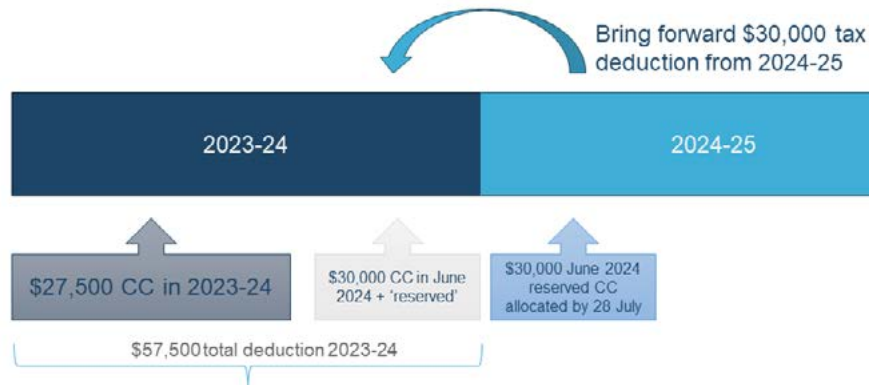 Bring forward $30,000 tax
deduction from 2024-25
2023-24
2024-25
$27,500 CC in 2023-24
$30,000 CC in June
2024 + ‘reserved’
$30,000 June 2024
reserved CC
allocated by 28 July
$57,500 total deduction 2023-24